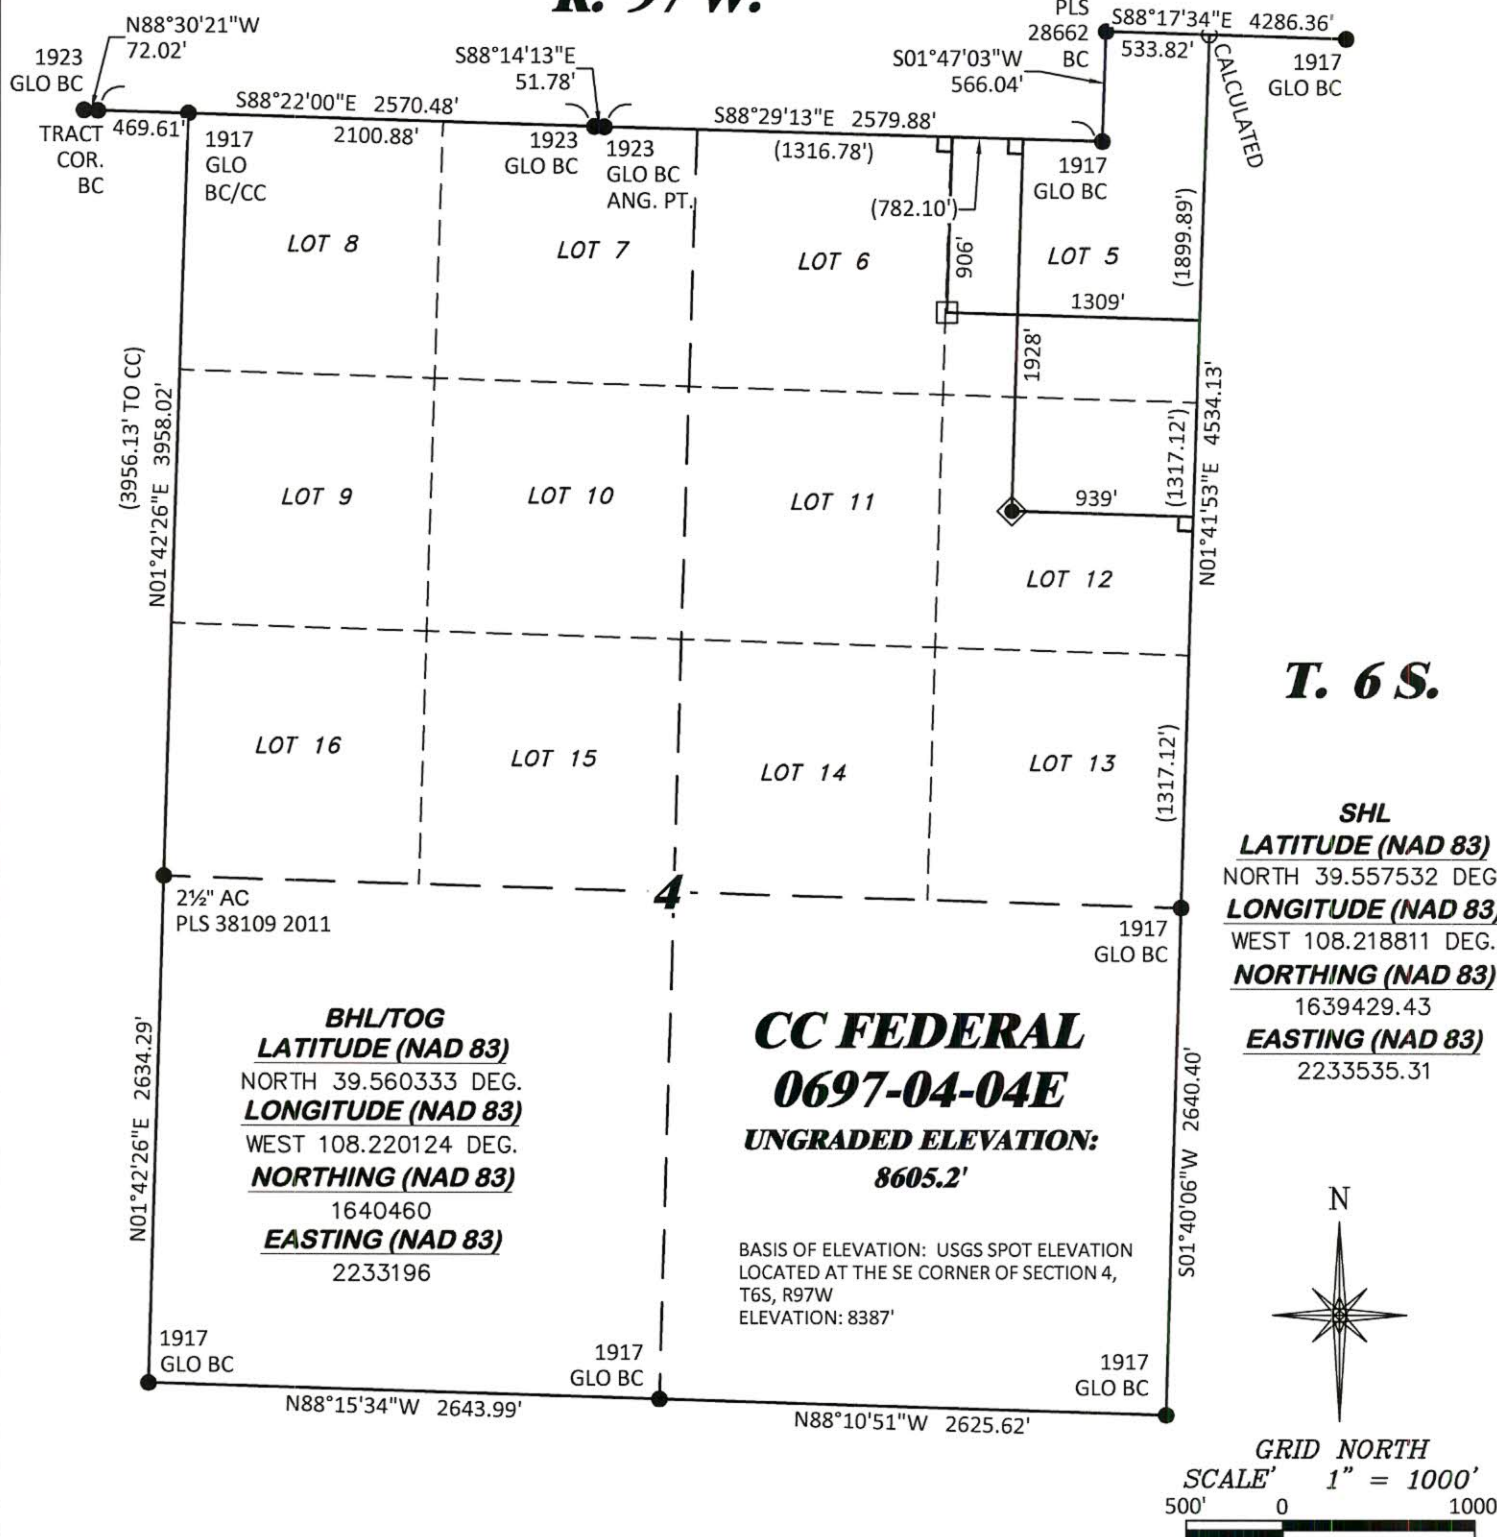 R. 97 W.
N88°30'21"W
72.02'
1923
GLO BC
TRACT
COR.
BC
469.61'
S88°22'00"E 2570.48'
2100.88'
1917
GLO
BC/CC
S88°14'13"E
51.78'
1923
GLO BC
1923
GLO BC
ANG. PT.
S88°29'13"E 2579.88'
(1316.78')
(782.10')
S01°47'03"W
566.04'
PLS
28662
BC
S88°17'34"E 4286.36'
533.82'
CALCULATED
1917
GLO BC
1917
GLO BC
LOT 8
LOT 7
LOT 6
LOT 5
906'
1309'
(1899.89')
1928'
(3956.13' TO CC)
N01°42'26"E 3958.02'
(1317.12')
N01°41'53"E 4534.13'
LOT 9
LOT 10
LOT 11
939'
LOT 12
T. 6 S.
LOT 16
LOT 15
LOT 14
LOT 13
(1317.12')
2½" AC
PLS 38109 2011
4
1917
GLO BC
SHL
LATITUDE (NAD 83)
NORTH 39.557532 DEG
LONGITUDE (NAD 83)
WEST 108.218811 DEG.
NORTHING (NAD 83)
1639429.43
EASTING (NAD 83)
2233535.31
N01°42'26"E 2634.29'
BHL/TOG
LATITUDE (NAD 83)
NORTH 39.560333 DEG.
LONGITUDE (NAD 83)
WEST 108.220124 DEG.
NORTHING (NAD 83)
1640460
EASTING (NAD 83)
2233196
CC FEDERAL
0697-04-04E
UNGRADED ELEVATION:
8605.2'
BASIS OF ELEVATION: USGS SPOT ELEVATION
LOCATED AT THE SE CORNER OF SECTION 4,
T6S, R97W
ELEVATION: 8387'
S01°40'06"W 2640.40'
1917
GLO BC
1917
GLO BC
1917
GLO BC
N88°15'34"W 2643.99'
N88°10'51"W 2625.62'
N
GRID NORTH
SCALE' 1" = 1000'
500' 0 1000